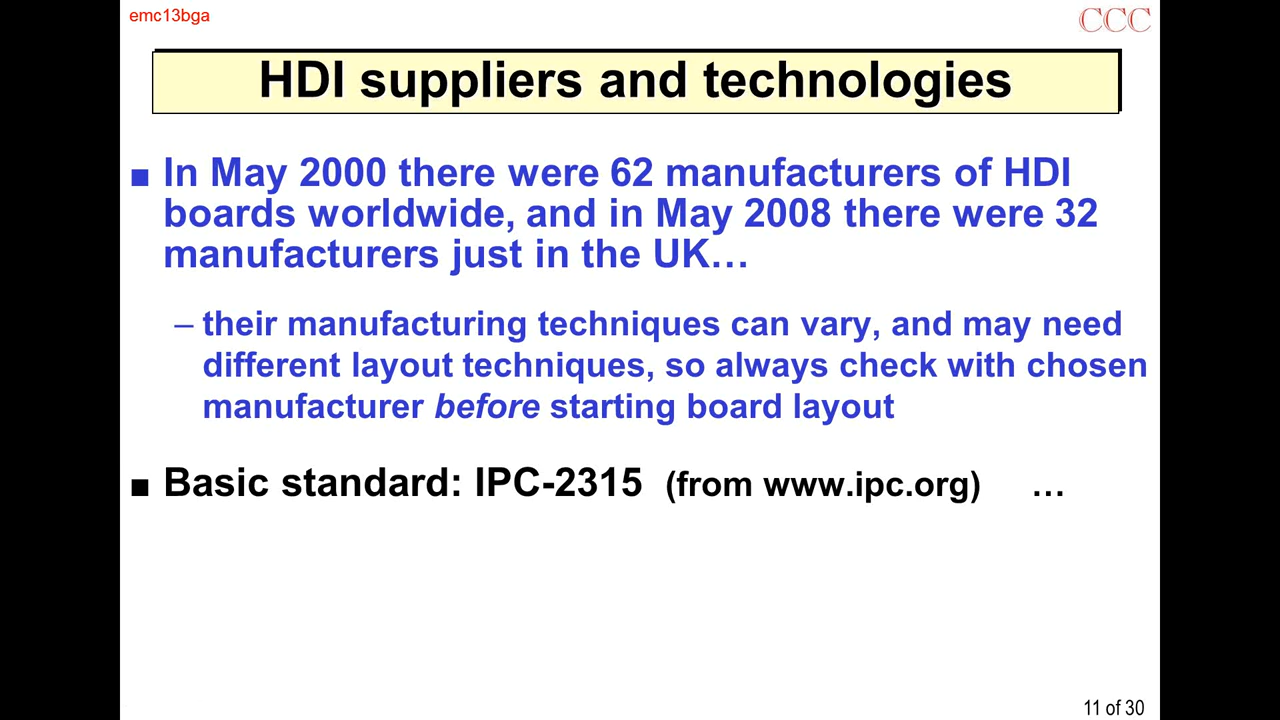 emc13bga
CCC
HDI suppliers and technologies
■ In May 2000 there were 62 manufacturers of HDI
boards worldwide, and in May 2008 there were 32
manufacturers just in the UK…
– their manufacturing techniques can vary, and may need
different layout techniques, so always check with chosen
manufacturer before starting board layout
■ Basic standard: IPC-2315 (from www.ipc.org) …
11 of 30